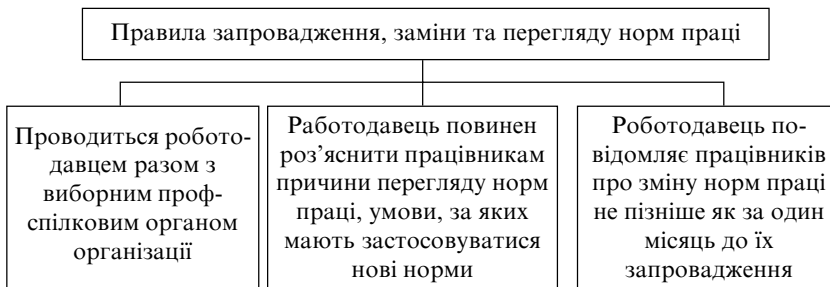 Правила запровадження, заміни та перегляду норм праці
Проводиться робото-
давцем разом з
виборним проф-
спілковим органом
організації
Работодавець повинен
роз’яснити працівникам
причини перегляду норм
праці, умови, за яких
мають застосовуватися
нові норми
Роботодавець по-
відомляє працівників
про зміну норм праці
не пізніше як за один
місяць до їх
запровадження